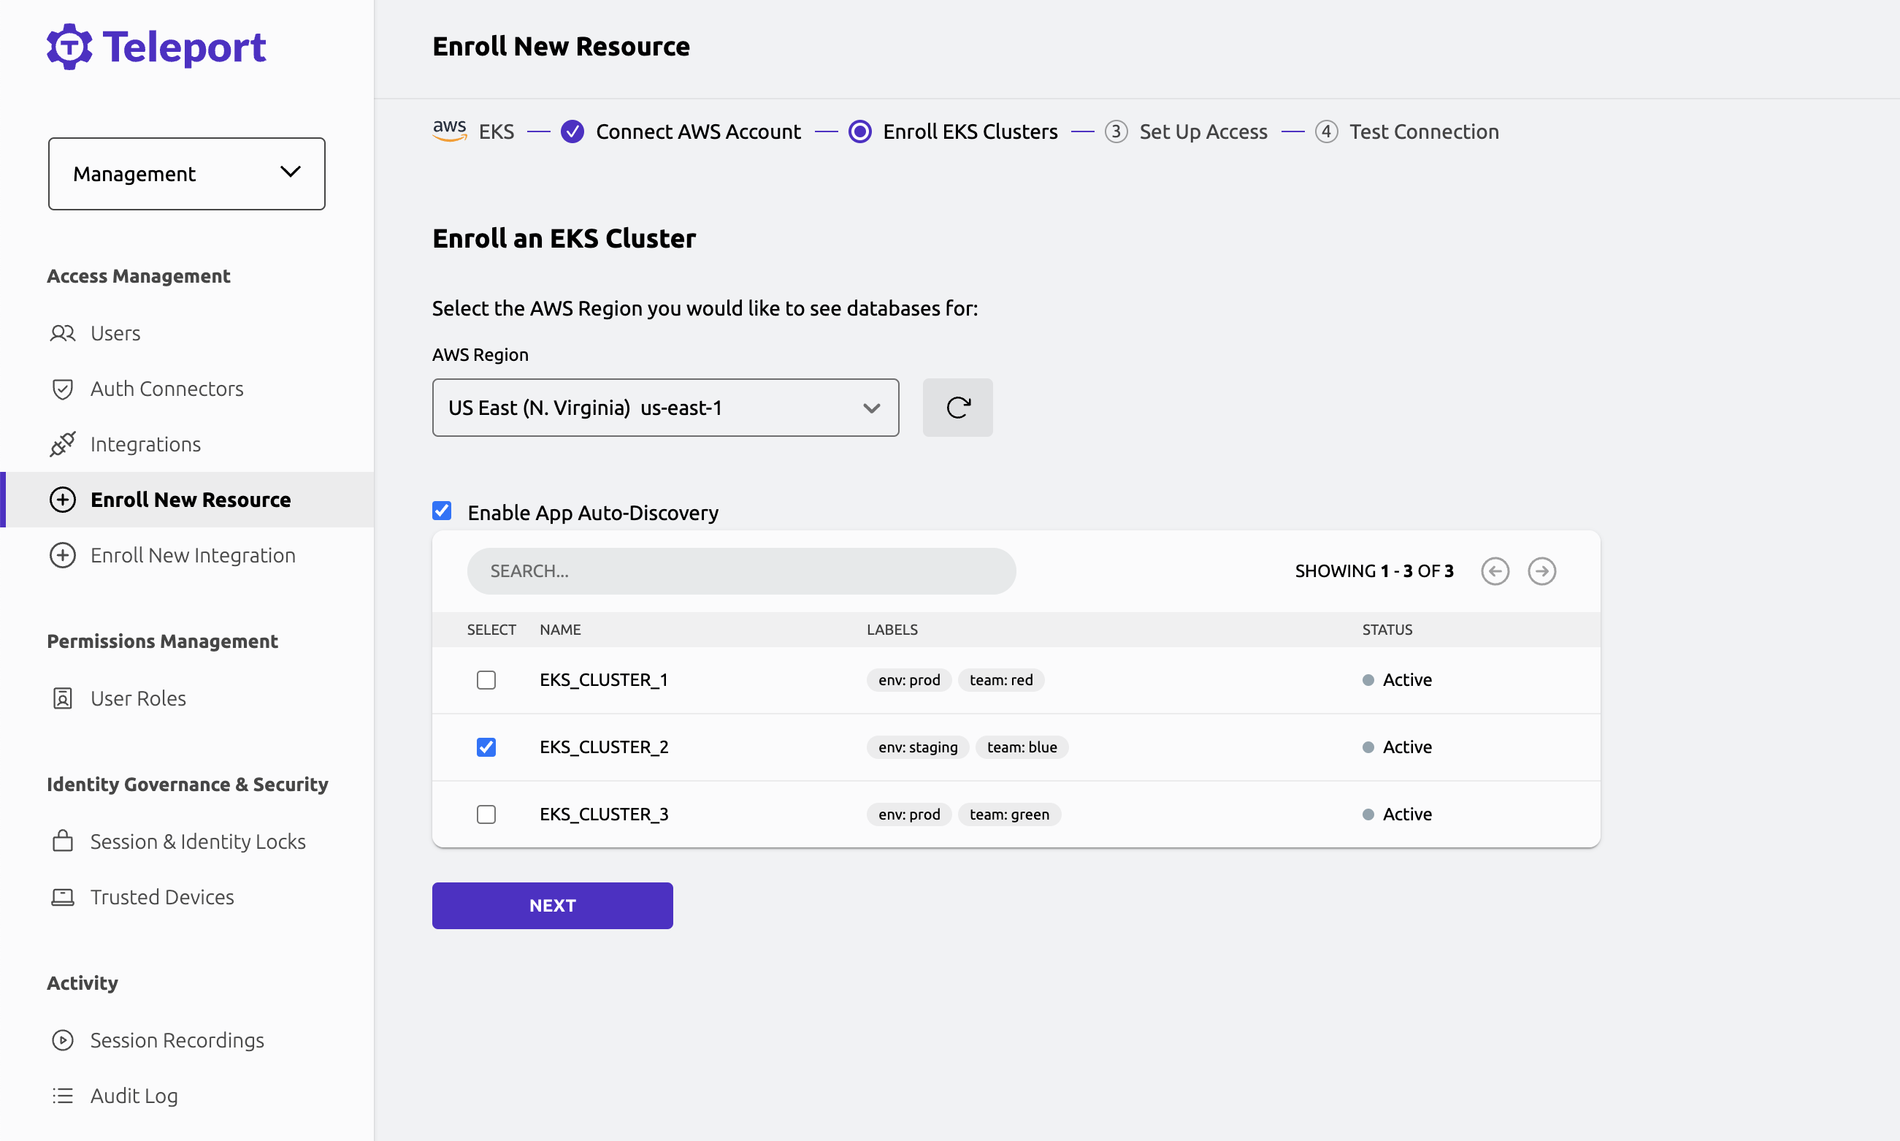 Teleport
Enroll New Resource
Management
aws EKS Connect AWS Account Enroll EKS Clusters 3 Set Up Access 4 Test Connection
Access Management
Users
Auth Connectors
Integrations
Enroll New Resource
Enroll New Integration
Permissions Management
User Roles
Identity Governance & Security
Session & Identity Locks
Trusted Devices
Activity
Session Recordings
Audit Log
Enroll an EKS Cluster
Select the AWS Region you would like to see databases for:
AWS Region
US East (N. Virginia) us-east-1
Enable App Auto-Discovery
SEARCH... SHOWING 1 - 3 OF 3
SELECT NAME LABELS STATUS
EKS_CLUSTER_1 env: prod team: red Active
EKS_CLUSTER_2 env: staging team: blue Active
EKS_CLUSTER_3 env: prod team: green Active
NEXT